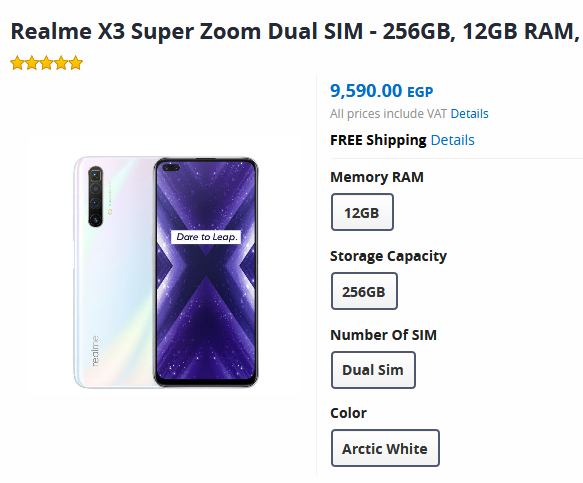 Realme X3 Super Zoom Dual SIM - 256GB, 12GB RAM,
9,590.00 EGP
All prices include VAT Details
FREE Shipping Details
Memory RAM
12GB
Dare to Leap.
Storage Capacity
256GB
Number Of SIM
realme
Dual Sim
Color
Arctic White